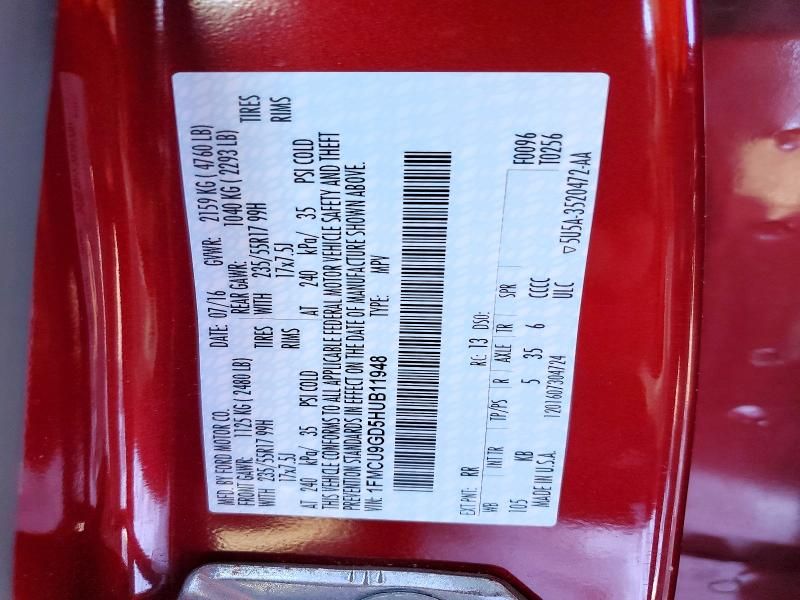 MFD. BY FORD MOTOR CO. DATE: 07/16 GVWR: 2159 KG ( 4760 LB)
FRONT GAWR: 1125 KG ( 2480 LB) REAR GAWR: 1040 KG ( 2293 LB)
WITH 235/55R17 99H TIRES WITH 235/55R17 99H TIRES
17x7.5J RIMS 17x7.5J RIMS
AT 240 kPa/ 35 PSI COLD AT 240 kPa/ 35 PSI COLD
THIS VEHICLE CONFORMS TO ALL APPLICABLE FEDERAL MOTOR VEHICLE SAFETY AND THEFT
PREVENTION STANDARDS IN EFFECT ON THE DATE OF MANUFACTURE SHOWN ABOVE.
VIN: 1FMCU9GD5HUB11948 TYPE: MPV
EXT PNT: RR RC: 13 DSO: F0096
WB INT TR TP/PS R AXLE TR SPR T0256
105 KB 5 35 6 CCCC
MADE IN U.S.A. 1201607304724 ULC
▽5U5A-3520472-AA